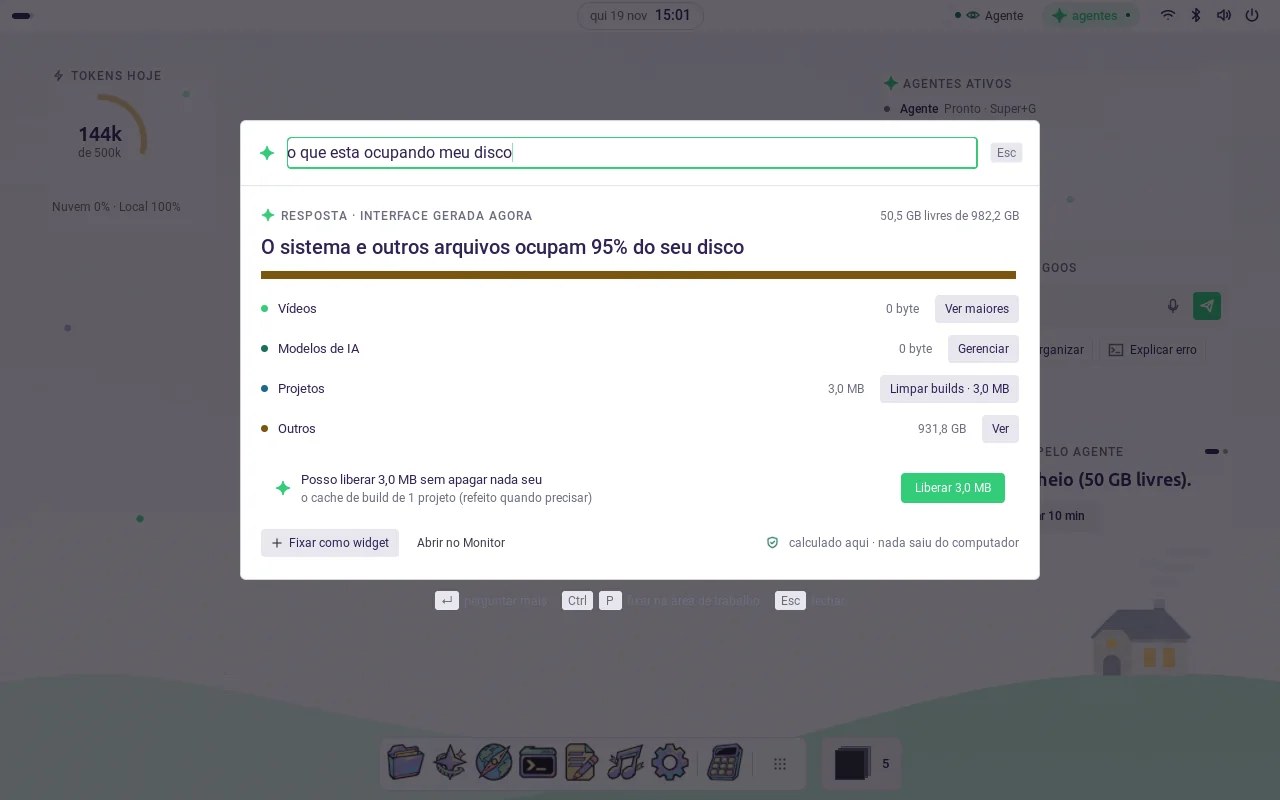 qui 19 nov 15:01
Agente
agentes
TOKENS HOJE
144k
de 500k
Nuvem 0% · Local 100%
AGENTES ATIVOS
Agente Pronto · Super+G
o que esta ocupando meu disco
Esc
RESPOSTA · INTERFACE GERADA AGORA
50,5 GB livres de 982,2 GB
O sistema e outros arquivos ocupam 95% do seu disco
Vídeos
0 byte
Ver maiores
Modelos de IA
0 byte
Gerenciar
Projetos
3,0 MB
Limpar builds · 3,0 MB
Outros
931,8 GB
Ver
Posso liberar 3,0 MB sem apagar nada seu
o cache de build de 1 projeto (refeito quando precisar)
Liberar 3,0 MB
+ Fixar como widget
Abrir no Monitor
calculado aqui · nada saiu do computador
GOOS
rganizar
Explicar erro
PELO AGENTE
heio (50 GB livres).
r 10 min
perguntar mais
Ctrl P fixar na área de trabalho
Esc fechar
5